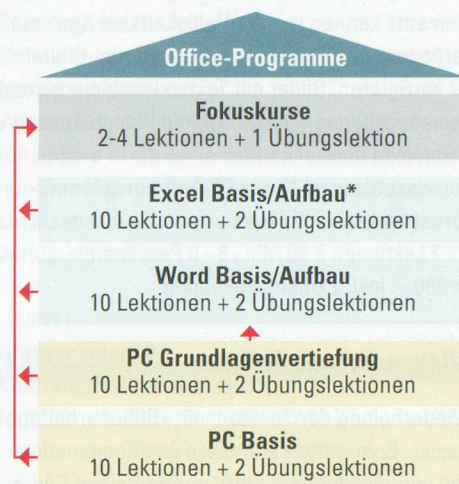 Office-Programme
Fokuskurse
2-4 Lektionen + 1 Übungslektion
Excel Basis/Aufbau*
10 Lektionen + 2 Übungslektionen
Word Basis/Aufbau
10 Lektionen + 2 Übungslektionen
PC Grundlagenvertiefung
10 Lektionen + 2 Übungslektionen
PC Basis
10 Lektionen + 2 Übungslektionen